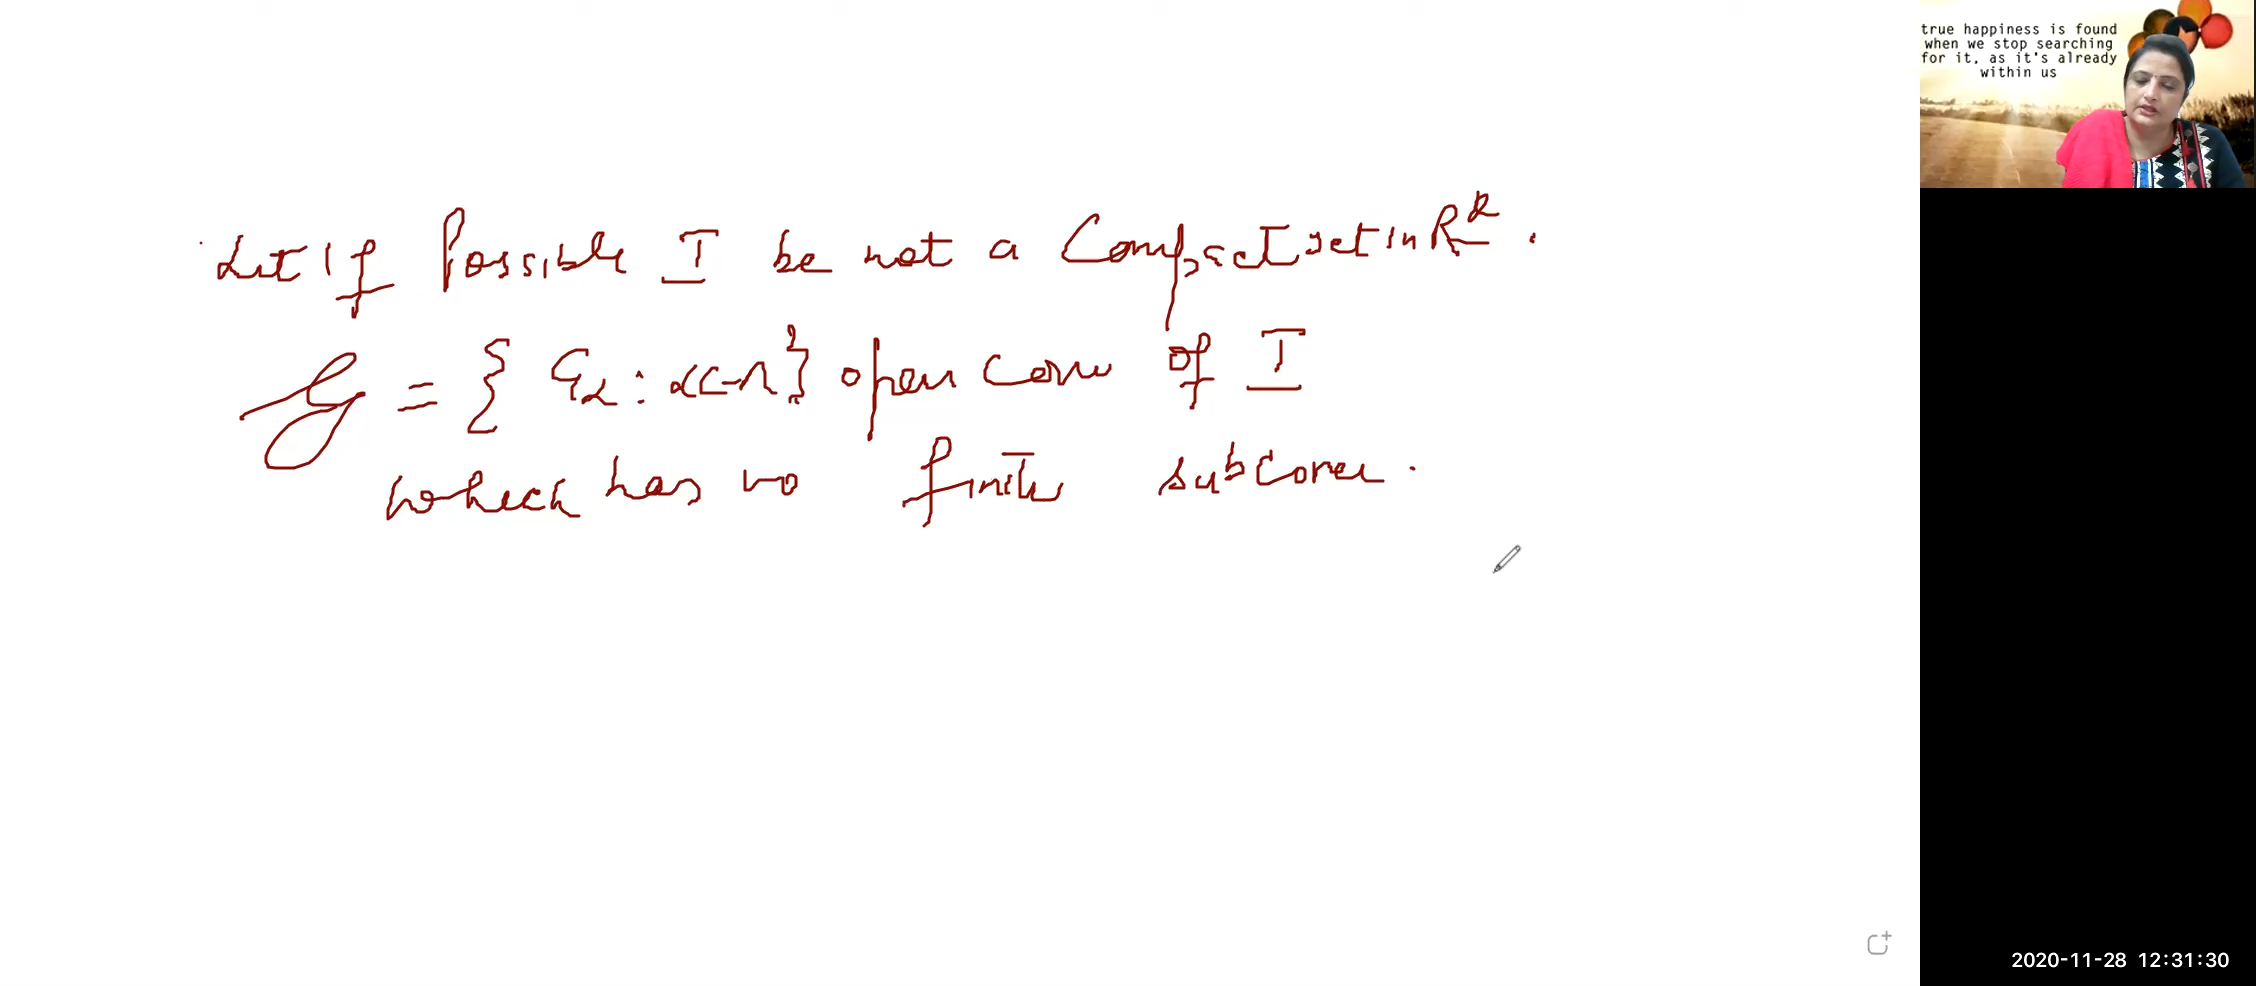 Let if Possible I be not a Compact set in R^k.
G = { G_α : α ∈ Λ } open cover of I
which has no finite subcover.
true happiness is found
when we stop searching
for it, as it's already
within us
2020-11-28 12:31:30